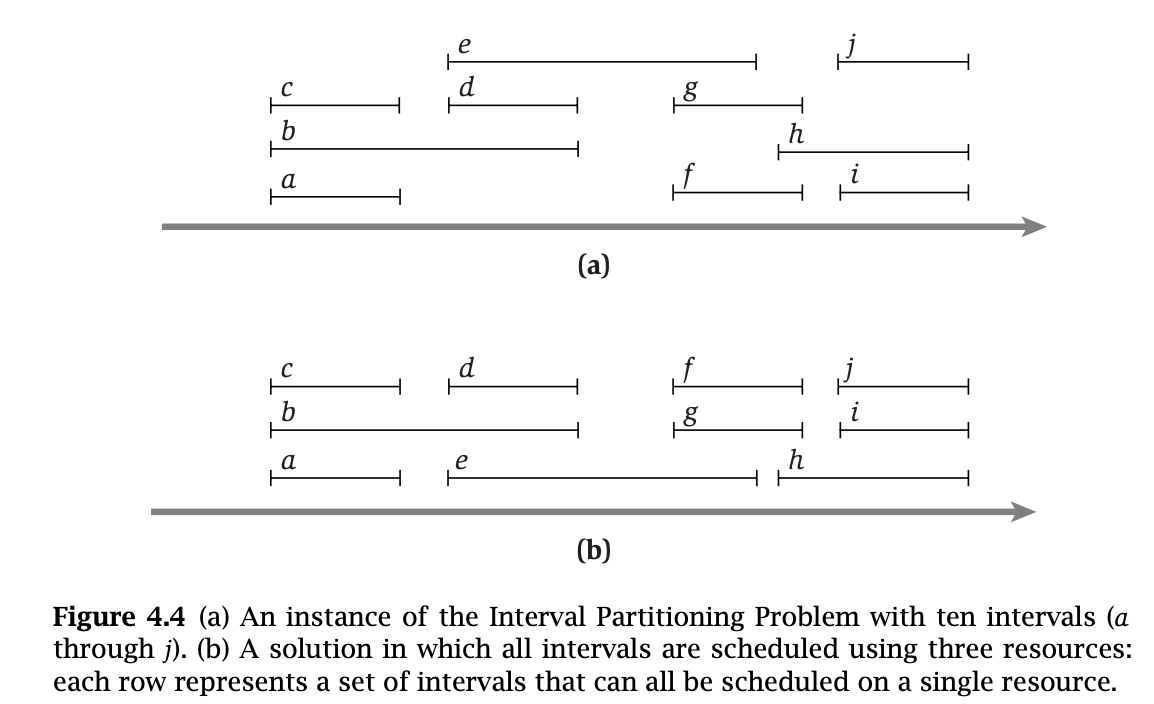 e j
c d g
b h
a f i
(a)
c d f j
b g i
a e h
(b)
Figure 4.4 (a) An instance of the Interval Partitioning Problem with ten intervals (a
through j). (b) A solution in which all intervals are scheduled using three resources:
each row represents a set of intervals that can all be scheduled on a single resource.